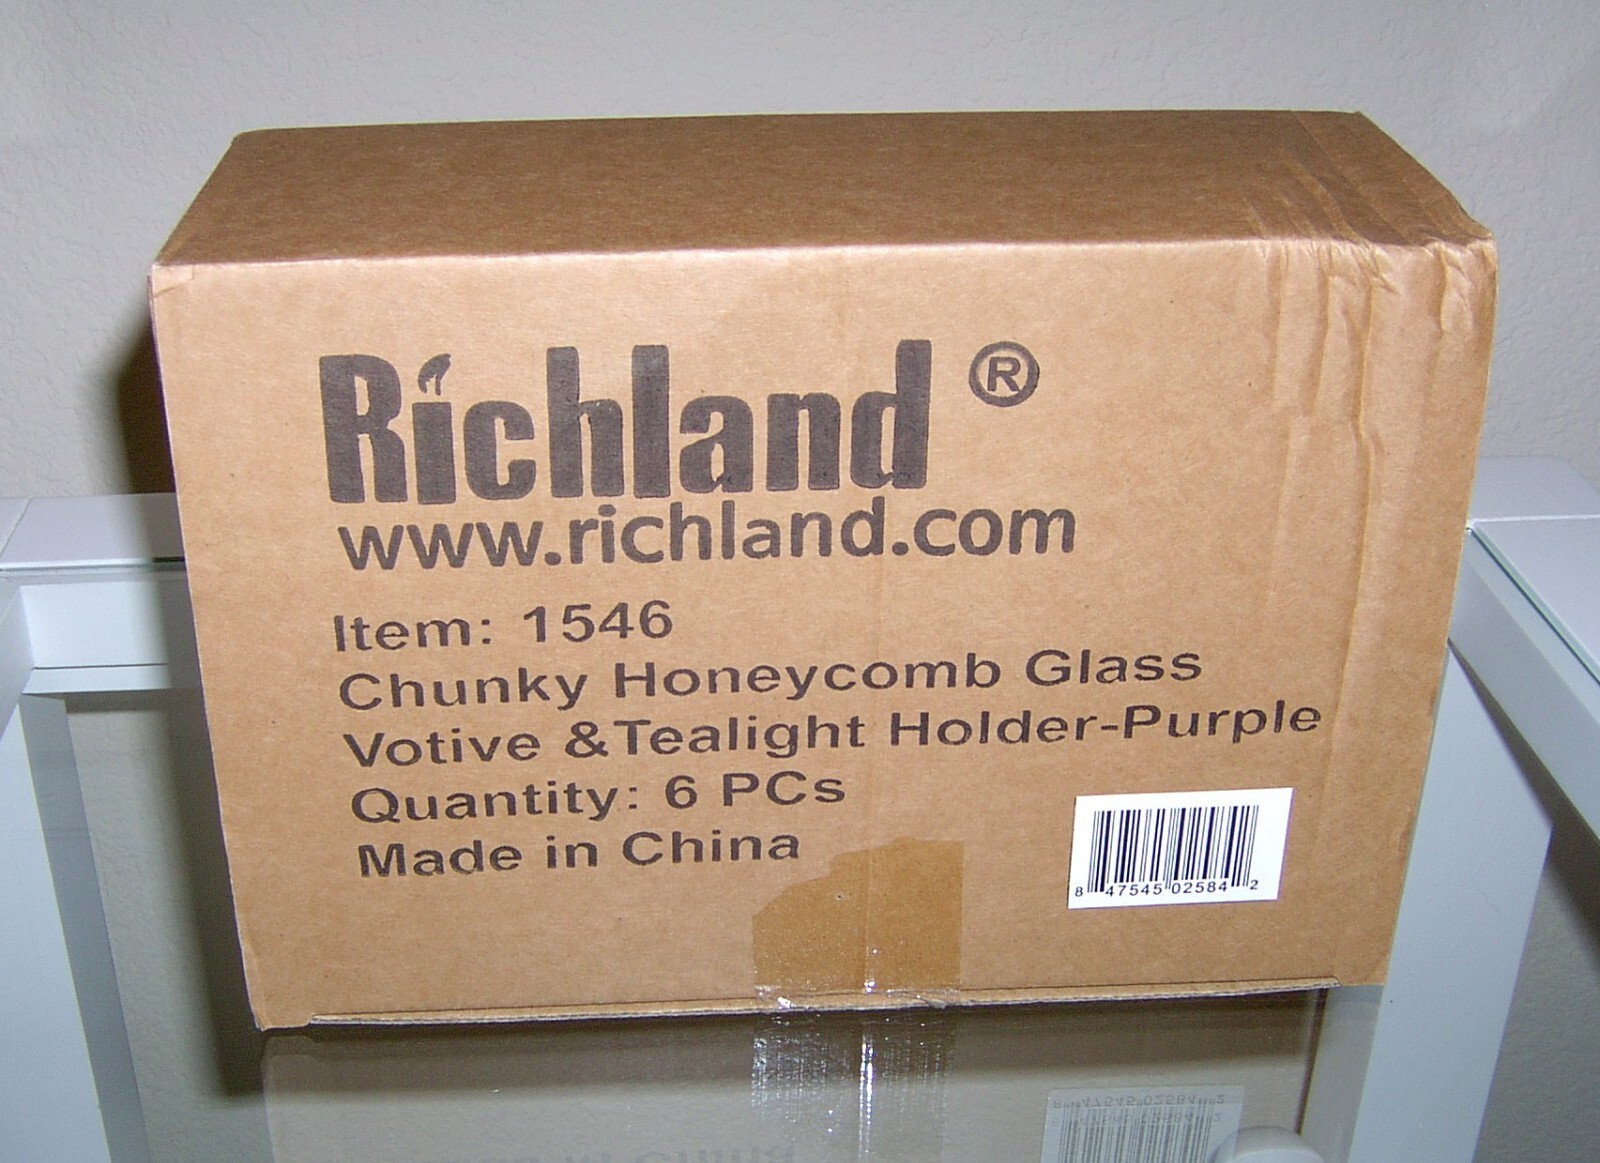 Richland ®
www.richland.com
Item: 1546
Chunky Honeycomb Glass
Votive &Tealight Holder-Purple
Quantity: 6 PCs
Made in China
8 47545 02584 2